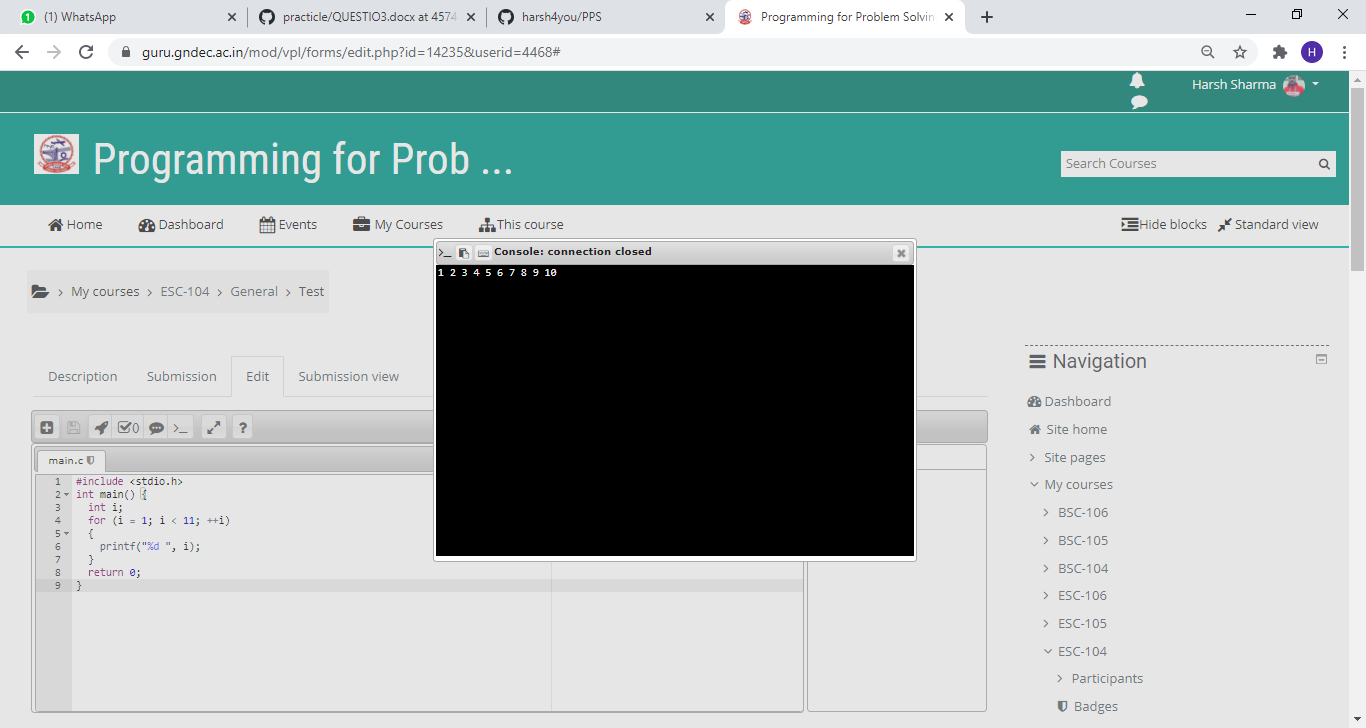 (1) WhatsApp
practicle/QUESTIO3.docx at 4574
harsh4you/PPS
Programming for Problem Solvin
guru.gndec.ac.in/mod/vpl/forms/edit.php?id=14235&userid=4468#
H
Harsh Sharma
Programming for Prob ...
Search Courses
Home
Dashboard
Events
My Courses
This course
Hide blocks
Standard view
Console: connection closed
1 2 3 4 5 6 7 8 9 10
My courses > ESC-104 > General > Test
Description
Submission
Edit
Submission view
0
?
main.c
1 #include <stdio.h>
2 int main() {
3 int i;
4 for (i = 1; i < 11; ++i)
5 {
6 printf("%d ", i);
7 }
8 return 0;
9 }
Navigation
Dashboard
Site home
Site pages
My courses
BSC-106
BSC-105
BSC-104
ESC-106
ESC-105
ESC-104
Participants
Badges